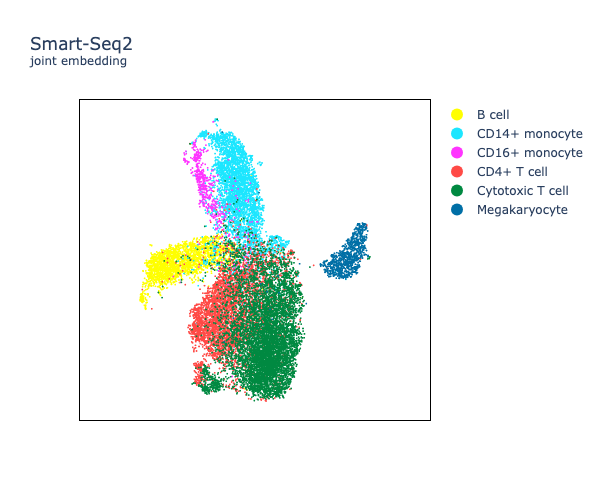 Smart-Seq2
joint embedding
B cell
CD14+ monocyte
CD16+ monocyte
CD4+ T cell
Cytotoxic T cell
Megakaryocyte